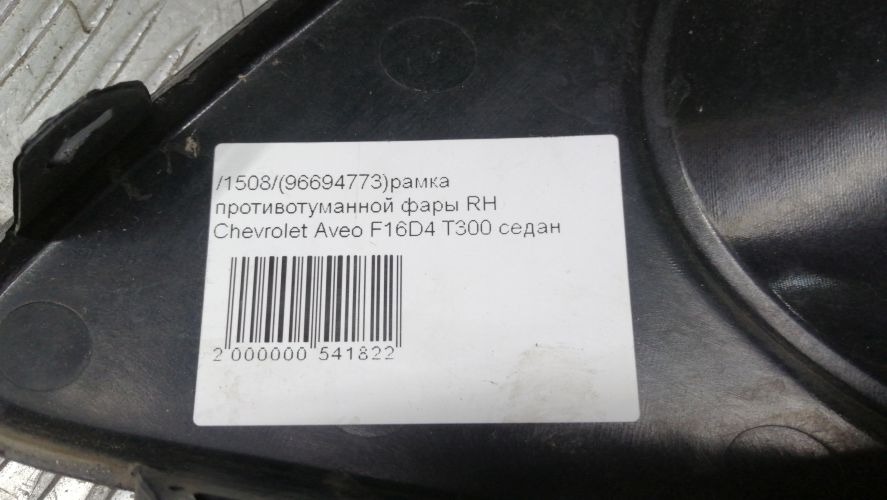 /1508/(96694773)рамка
противотуманной фары RH
Chevrolet Aveo F16D4 T300 седан
2 000000 541822